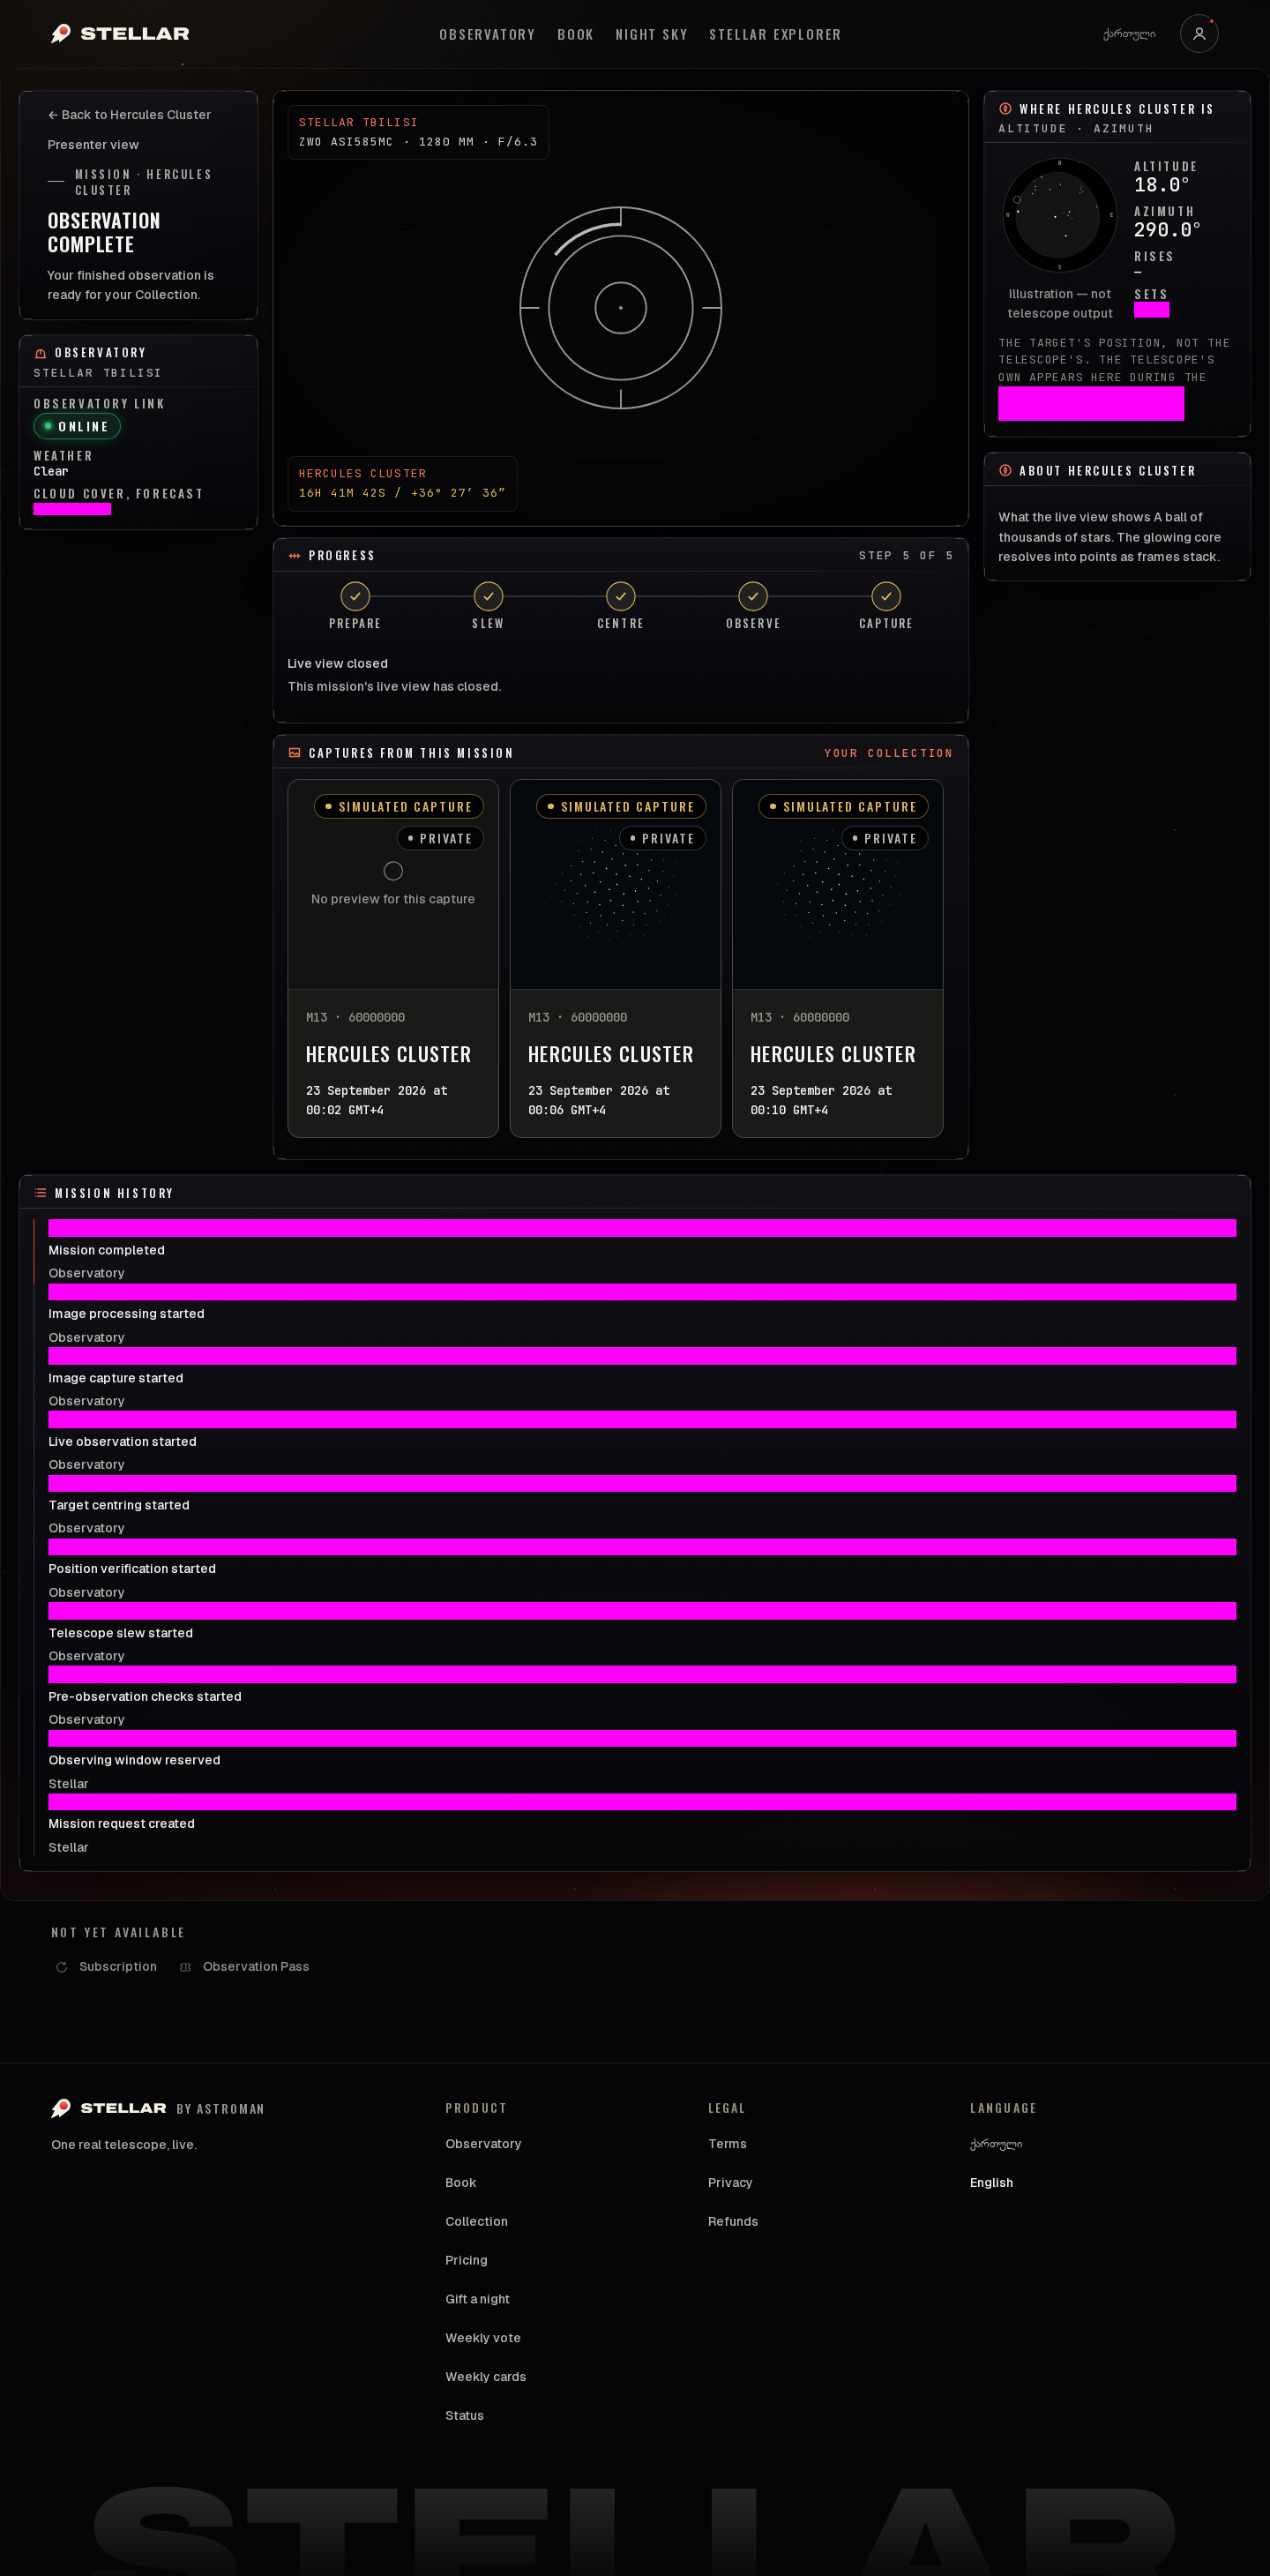 STELLAR
OBSERVATORY
BOOK
NIGHT SKY
STELLAR EXPLORER
ქართული
← Back to Hercules Cluster
Presenter view
MISSION · HERCULES
CLUSTER
OBSERVATION
COMPLETE
Your finished observation is
ready for your Collection.
OBSERVATORY
STELLAR TBILISI
OBSERVATORY LINK
ONLINE
WEATHER
Clear
CLOUD COVER, FORECAST
STELLAR TBILISI
ZWO ASI585MC · 1280 MM · F/6.3
HERCULES CLUSTER
16H 41M 42S / +36° 27′ 36″
PROGRESS
STEP 5 OF 5
PREPARE
SLEW
CENTRE
OBSERVE
CAPTURE
Live view closed
This mission's live view has closed.
CAPTURES FROM THIS MISSION
YOUR COLLECTION
SIMULATED CAPTURE
PRIVATE
No preview for this capture
M13 · 60000000
HERCULES CLUSTER
23 September 2026 at
00:02 GMT+4
SIMULATED CAPTURE
PRIVATE
M13 · 60000000
HERCULES CLUSTER
23 September 2026 at
00:06 GMT+4
SIMULATED CAPTURE
PRIVATE
M13 · 60000000
HERCULES CLUSTER
23 September 2026 at
00:10 GMT+4
WHERE HERCULES CLUSTER IS
ALTITUDE · AZIMUTH
N
E
S
W
Illustration — not
telescope output
ALTITUDE
18.0°
AZIMUTH
290.0°
RISES
—
SETS
THE TARGET'S POSITION, NOT THE
TELESCOPE'S. THE TELESCOPE'S
OWN APPEARS HERE DURING THE
ABOUT HERCULES CLUSTER
What the live view shows A ball of
thousands of stars. The glowing core
resolves into points as frames stack.
MISSION HISTORY
Mission completed
Observatory
Image processing started
Observatory
Image capture started
Observatory
Live observation started
Observatory
Target centring started
Observatory
Position verification started
Observatory
Telescope slew started
Observatory
Pre-observation checks started
Observatory
Observing window reserved
Stellar
Mission request created
Stellar
NOT YET AVAILABLE
Subscription
Observation Pass
STELLAR BY ASTROMAN
One real telescope, live.
PRODUCT
Observatory
Book
Collection
Pricing
Gift a night
Weekly vote
Weekly cards
Status
LEGAL
Terms
Privacy
Refunds
LANGUAGE
ქართული
English
STELLAR